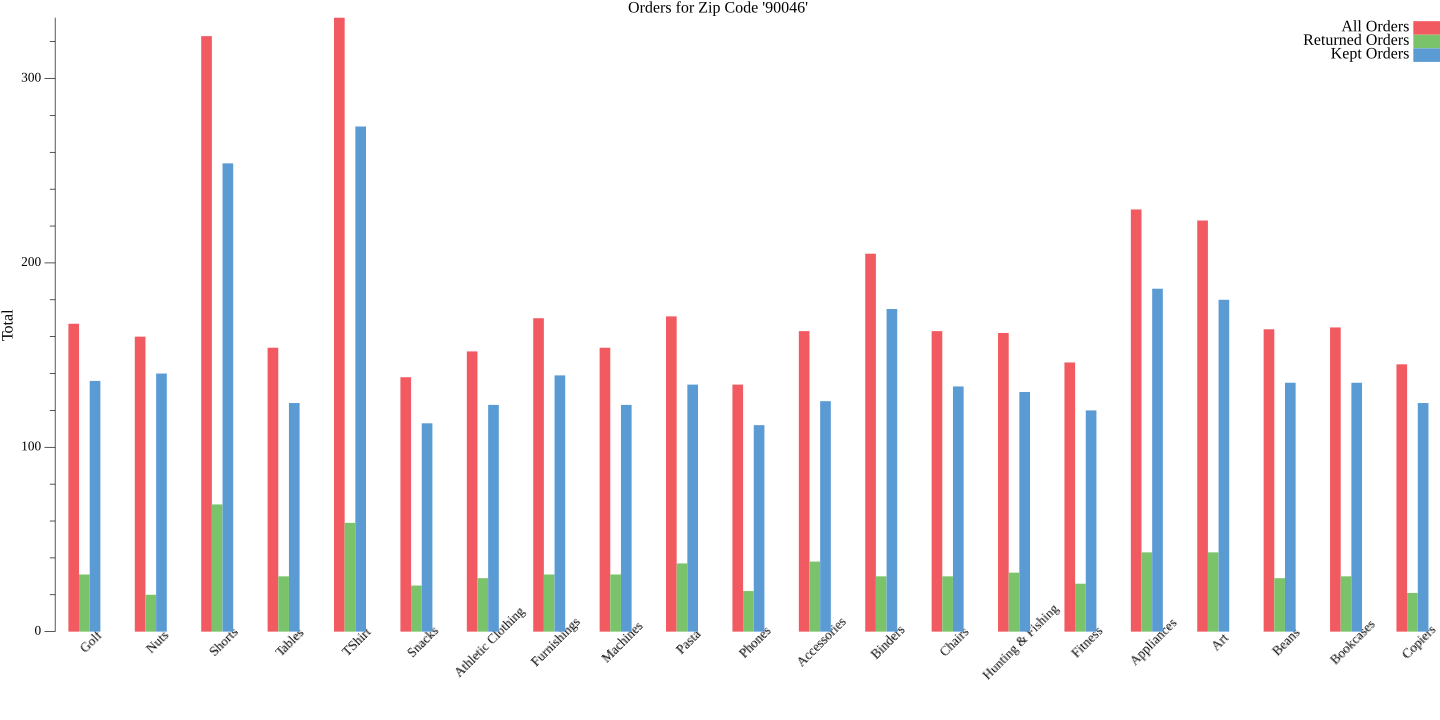 Orders for Zip Code '90046'
All Orders
Returned Orders
Kept Orders
300
200
100
0
Total
Golf
Nuts
Shorts
Tables
TShirt
Snacks
Athletic Clothing
Furnishings
Machines
Pasta
Phones
Accessories
Binders
Chairs
Hunting & Fishing
Fitness
Appliances
Art
Beans
Bookcases
Copiers